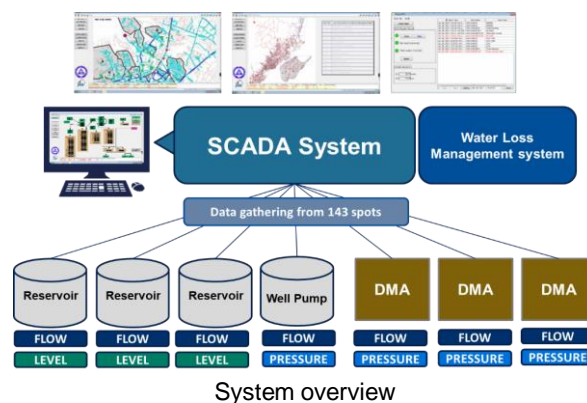 SCADA System
Water Loss
Management system
Data gathering from 143 spots
Reservoir
Reservoir
Reservoir
Well Pump
DMA
DMA
DMA
FLOW
FLOW
FLOW
FLOW
FLOW
FLOW
FLOW
LEVEL
LEVEL
LEVEL
PRESSURE
PRESSURE
PRESSURE
PRESSURE
System overview